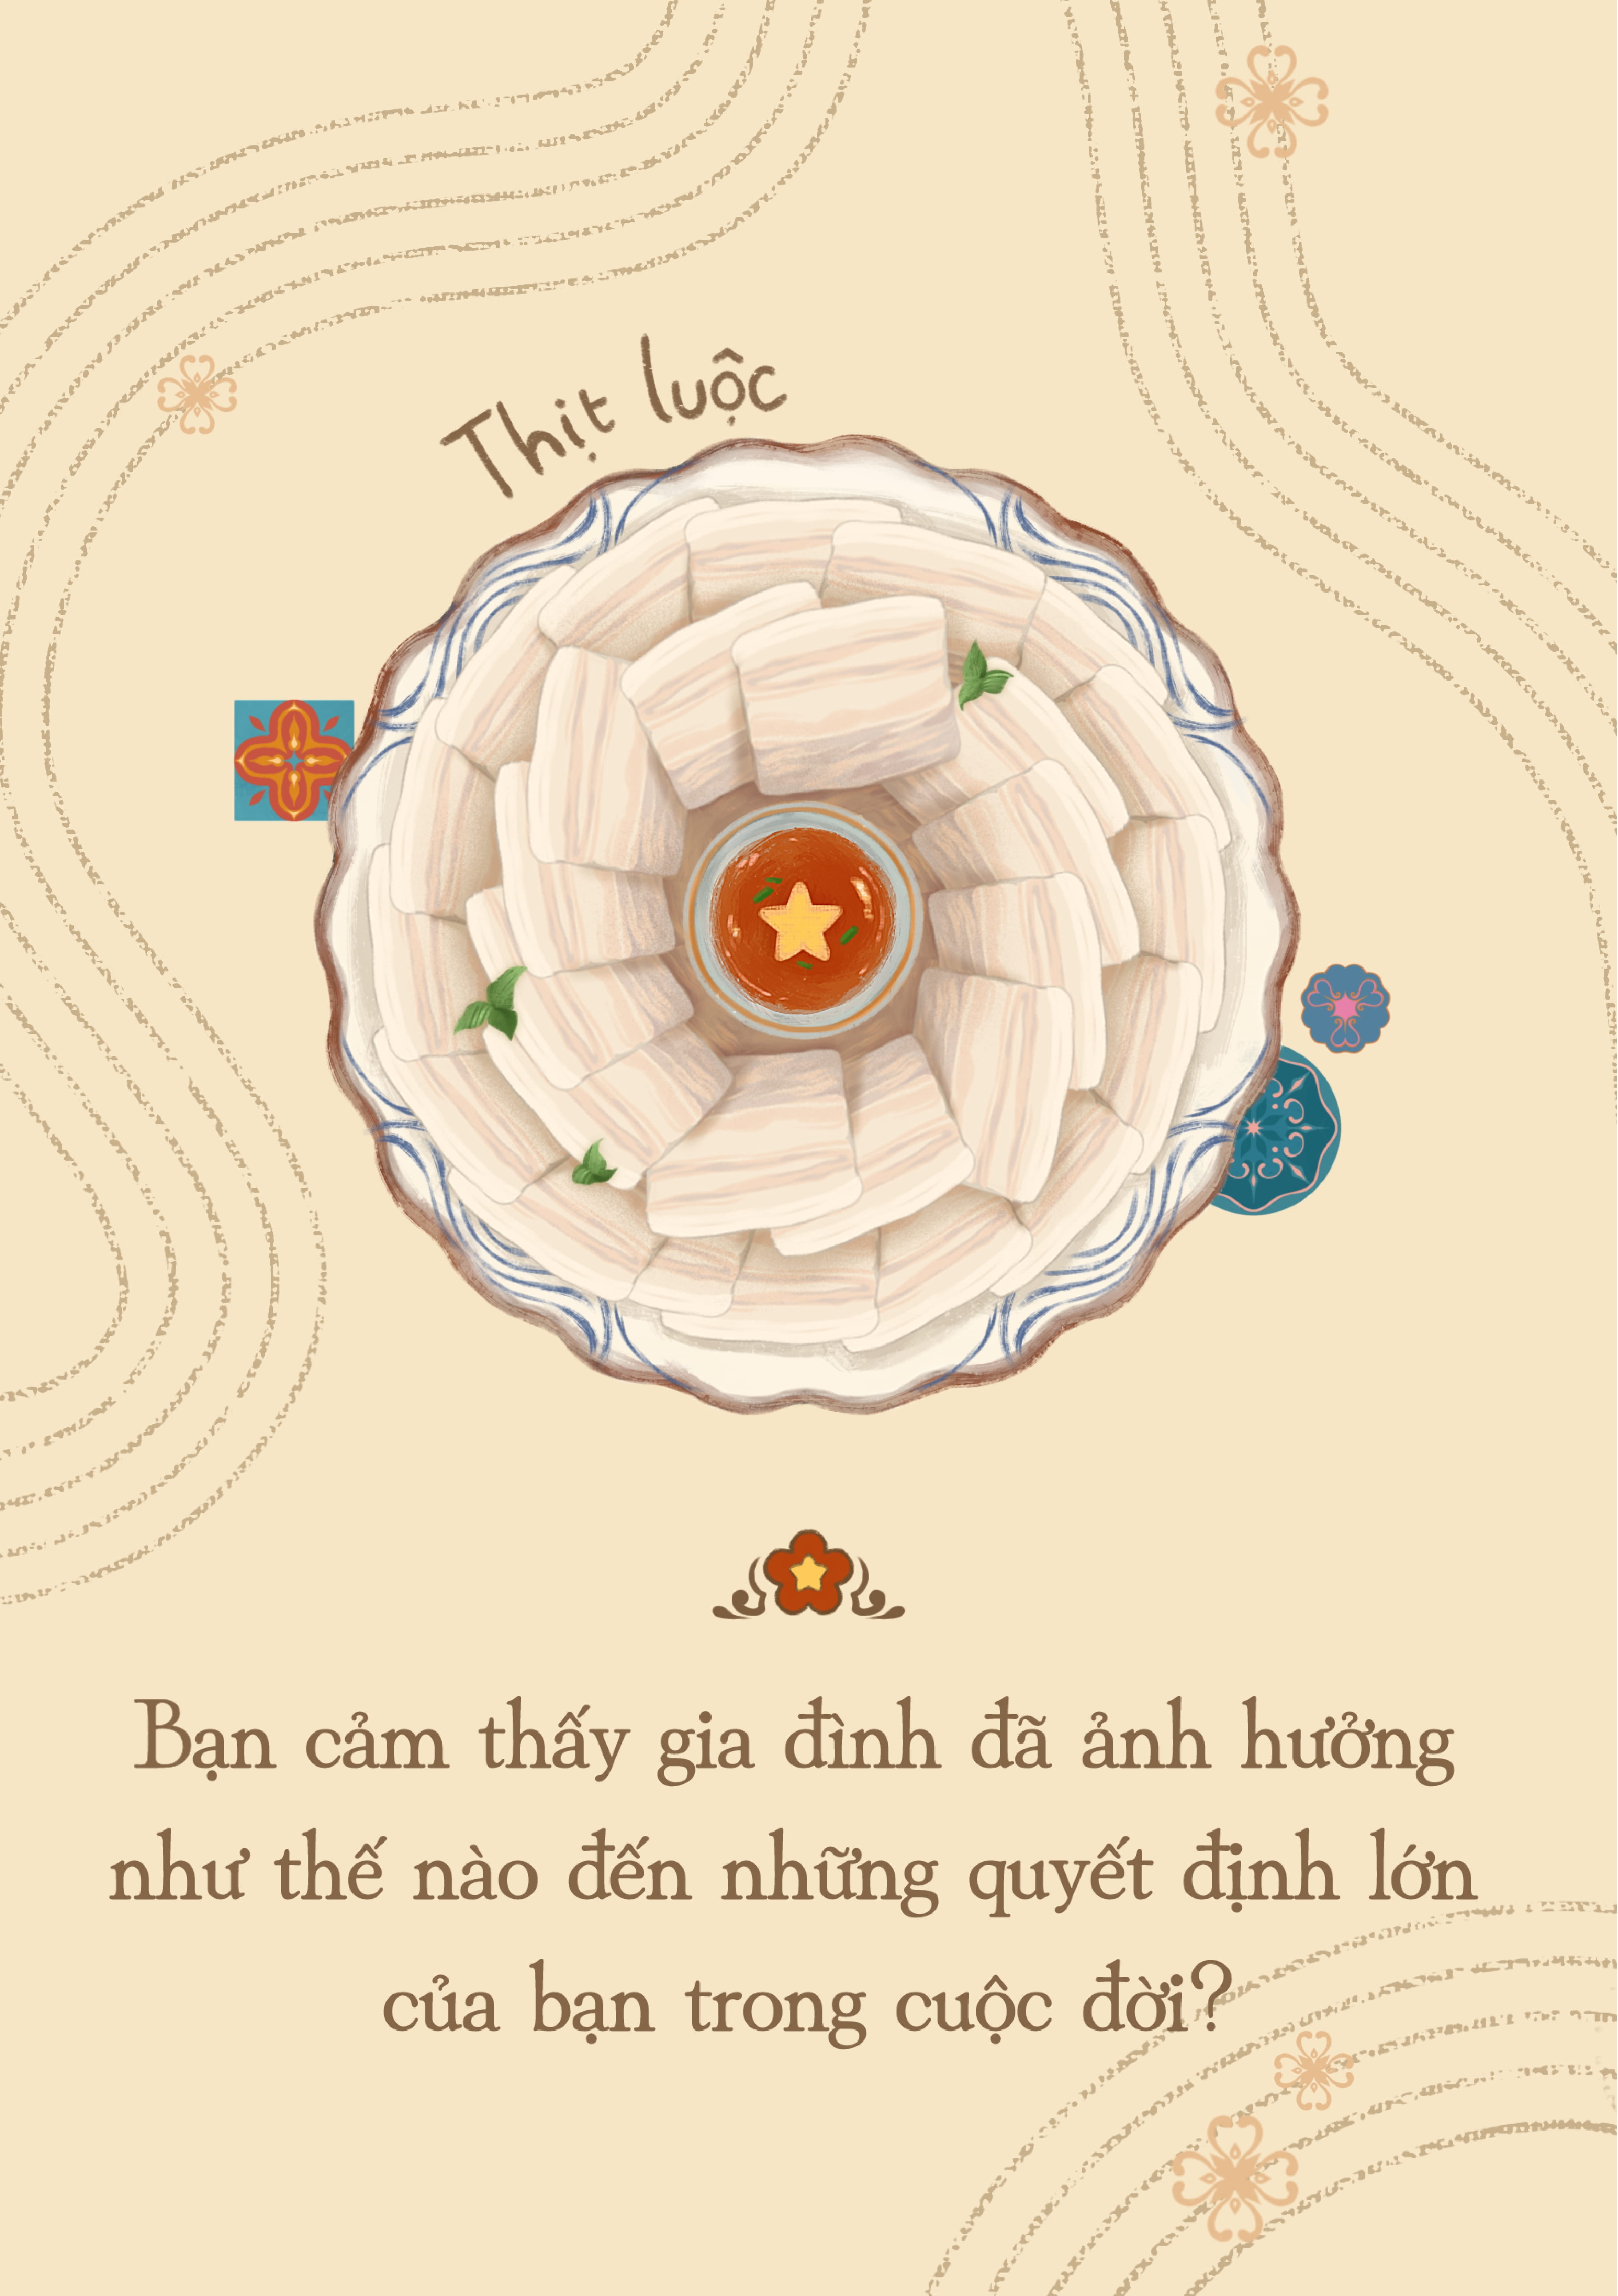 Thịt luộc
Bạn cảm thấy gia đình đã ảnh hưởng
như thế nào đến những quyết định lớn
của bạn trong cuộc đời?